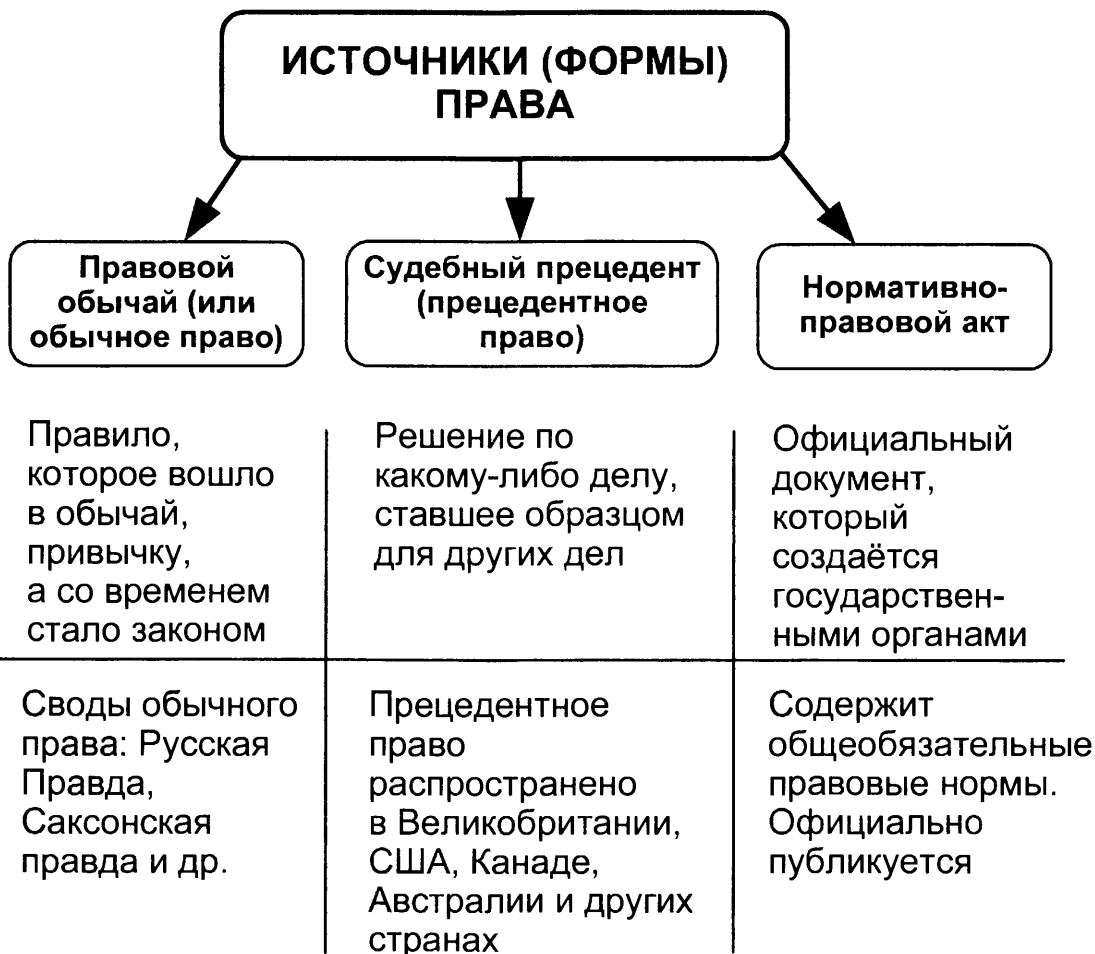 ИСТОЧНИКИ (ФОРМЫ)
ПРАВА
Правовой
обычай (или
обычное право)
Судебный прецедент
(прецедентное
право)
Нормативно-
правовой акт
Правило,
которое вошло
в обычай,
привычку,
а со временем
стало законом
Решение по
какому-либо делу,
ставшее образцом
для других дел
Официальный
документ,
который
создаётся
государствен-
ными органами
Своды обычного
права: Русская
Правда,
Саксонская
правда и др.
Прецедентное
право
распространено
в Великобритании,
США, Канаде,
Австралии и других
странах
Содержит
общеобязательные
правовые нормы.
Официально
публикуется